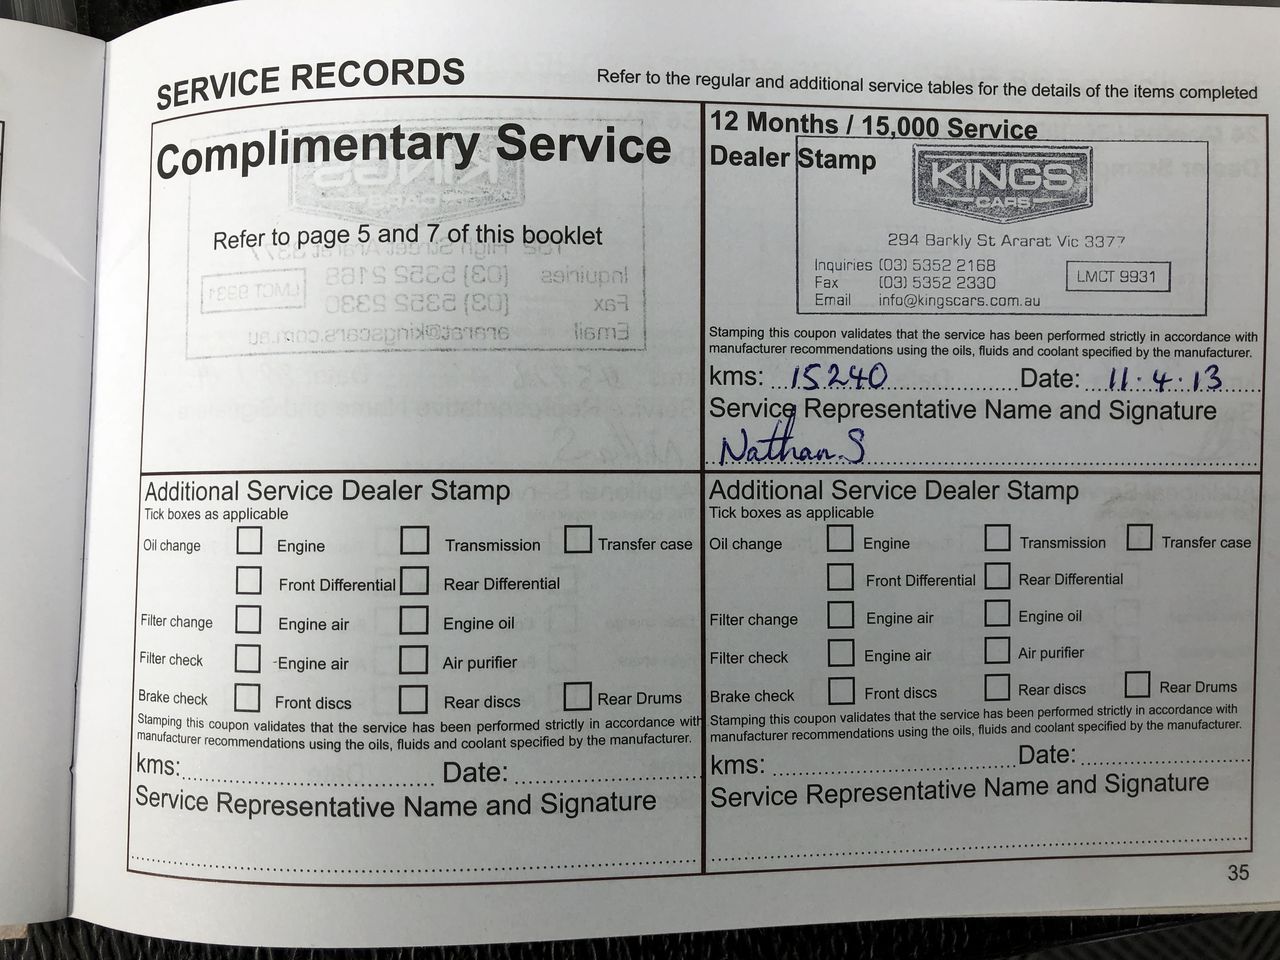 SERVICE RECORDS
Refer to the regular and additional service tables for the details of the items completed
Complimentary Service
Refer to page 5 and 7 of this booklet
12 Months / 15,000 Service
Dealer Stamp
KINGS
CARS
294 Barkly St Ararat Vic 3377
Inquiries (03) 5352 2168
Fax (03) 5352 2330
Email info@kingscars.com.au
LMCT 9931
Stamping this coupon validates that the service has been performed strictly in accordance with
manufacturer recommendations using the oils, fluids and coolant specified by the manufacturer.
kms: 15240 Date: 11.4.13
Service Representative Name and Signature
Nathan.S
Additional Service Dealer Stamp
Tick boxes as applicable
Oil change Engine Transmission Transfer case
Front Differential Rear Differential
Filter change Engine air Engine oil
Filter check Engine air Air purifier
Brake check Front discs Rear discs Rear Drums
Stamping this coupon validates that the service has been performed strictly in accordance with
manufacturer recommendations using the oils, fluids and coolant specified by the manufacturer.
kms: Date:
Service Representative Name and Signature
Additional Service Dealer Stamp
Tick boxes as applicable
Oil change Engine Transmission Transfer case
Front Differential Rear Differential
Filter change Engine air Engine oil
Filter check Engine air Air purifier
Brake check Front discs Rear discs Rear Drums
Stamping this coupon validates that the service has been performed strictly in accordance with
manufacturer recommendations using the oils, fluids and coolant specified by the manufacturer.
kms: Date:
Service Representative Name and Signature
35